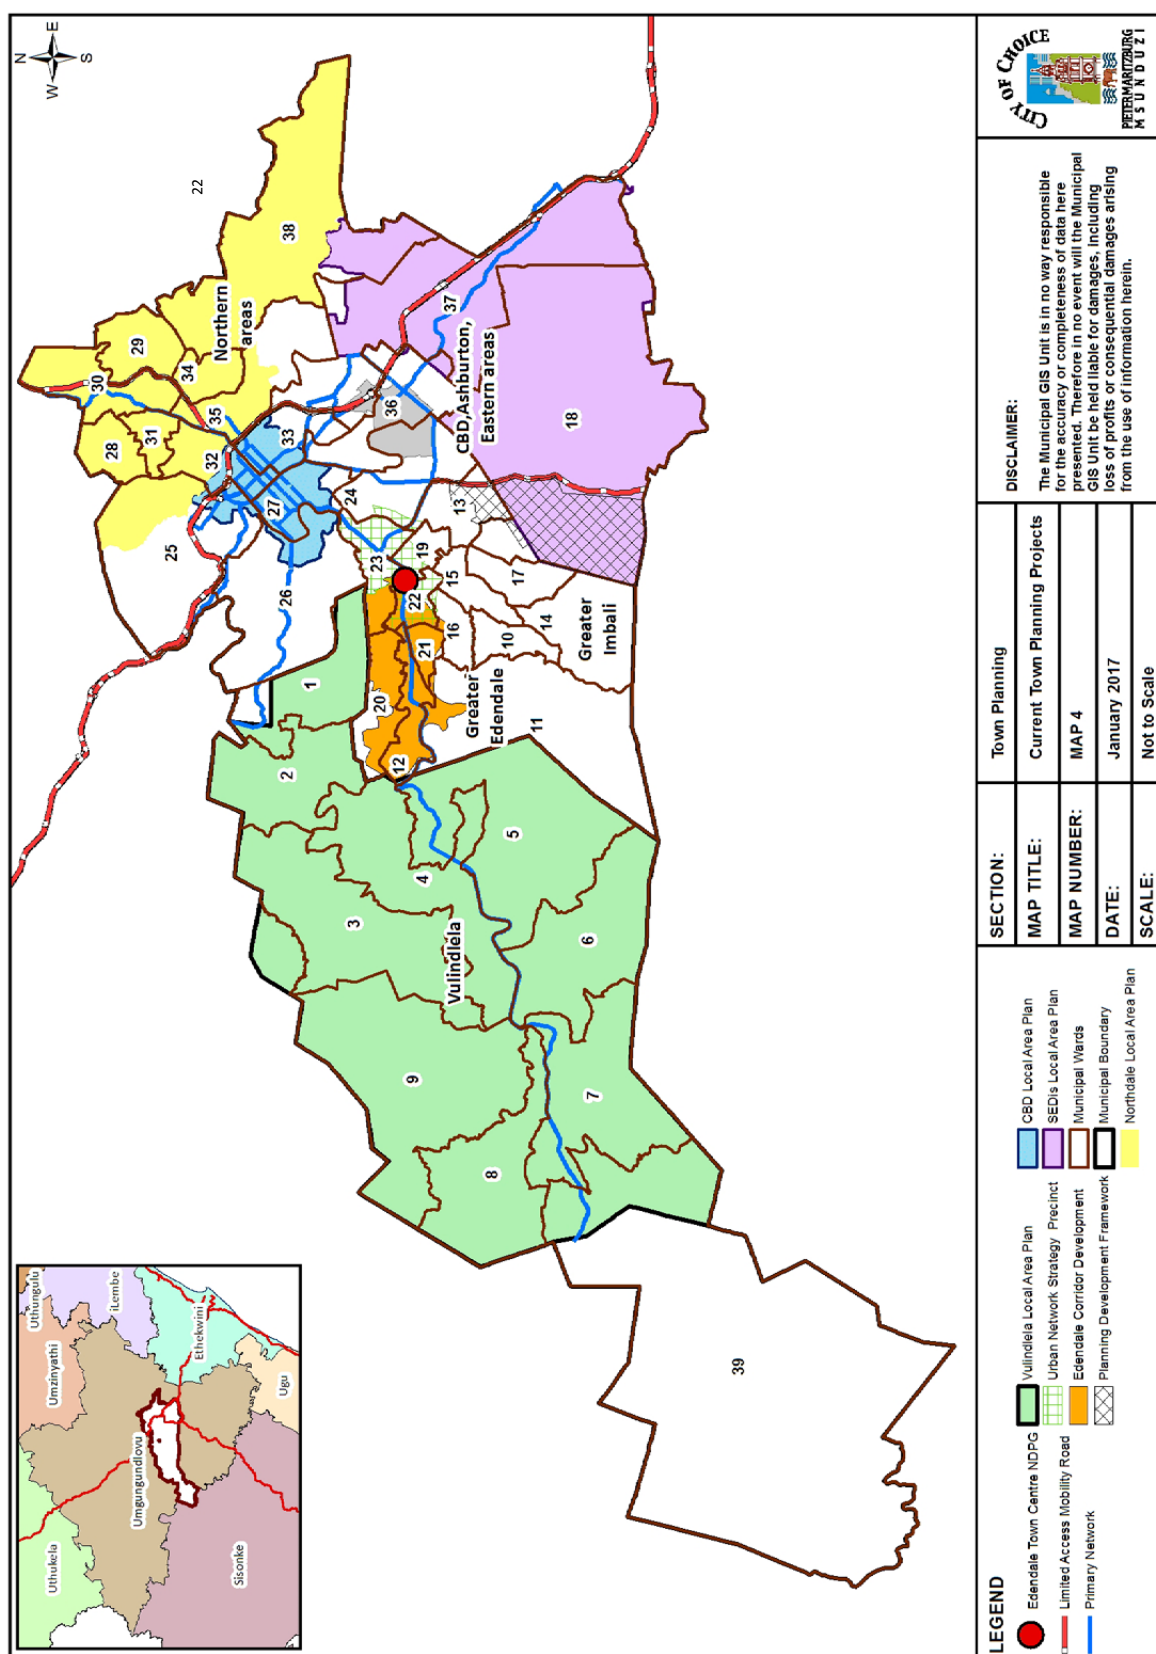 N
E
S
W
Uthungulu
iLembe
Umzinyathi
Ethekwini
Ugu
Umgungundlovu
Uthukela
Sisonke
22
38
Northern
areas
29
30
34
28
31
35
32
33
27
25
26
24
23
36
37
CBD,Ashburton,
Eastern areas
18
13
19
15
17
22
16
10
14
Greater
Imbali
21
20
12
Greater
Edendale
11
1
2
3
4
5
6
Vulindlela
9
7
8
39
LEGEND
Edendale Town Centre NDPG
Limited Access Mobility Road
Primary Network
Vulindlela Local Area Plan
Urban Network Strategy Precinct
Edendale Corridor Development
Planning Development Framework
CBD Local Area Plan
SEDis Local Area Plan
Municipal Wards
Municipal Boundary
Northdale Local Area Plan
SECTION: Town Planning
MAP TITLE: Current Town Planning Projects
MAP NUMBER: MAP 4
DATE: January 2017
SCALE: Not to Scale
DISCLAIMER:
The Municipal GIS Unit is in no way responsible
for the accuracy or completeness of data here
presented. Therefore in no event will the Municipal
GIS Unit be held liable for damages, including
loss of profits or consequential damages arising
from the use of information herein.
CITY OF CHOICE
PIETERMARITZBURG
MSUNDUZI